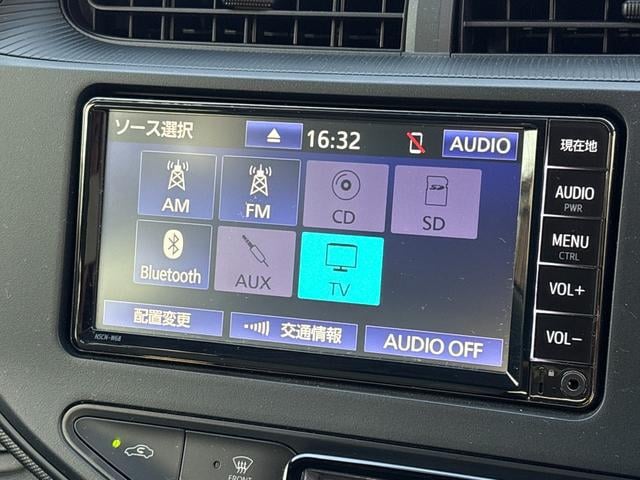 ソース選択
16:32
AUDIO
現在地
AM
FM
CD
SD
AUDIO
PWR
MENU
CTRL
Bluetooth
AUX
TV
VOL+
配置変更
交通情報
AUDIO OFF
VOL-
NSCN-W68
FRONT